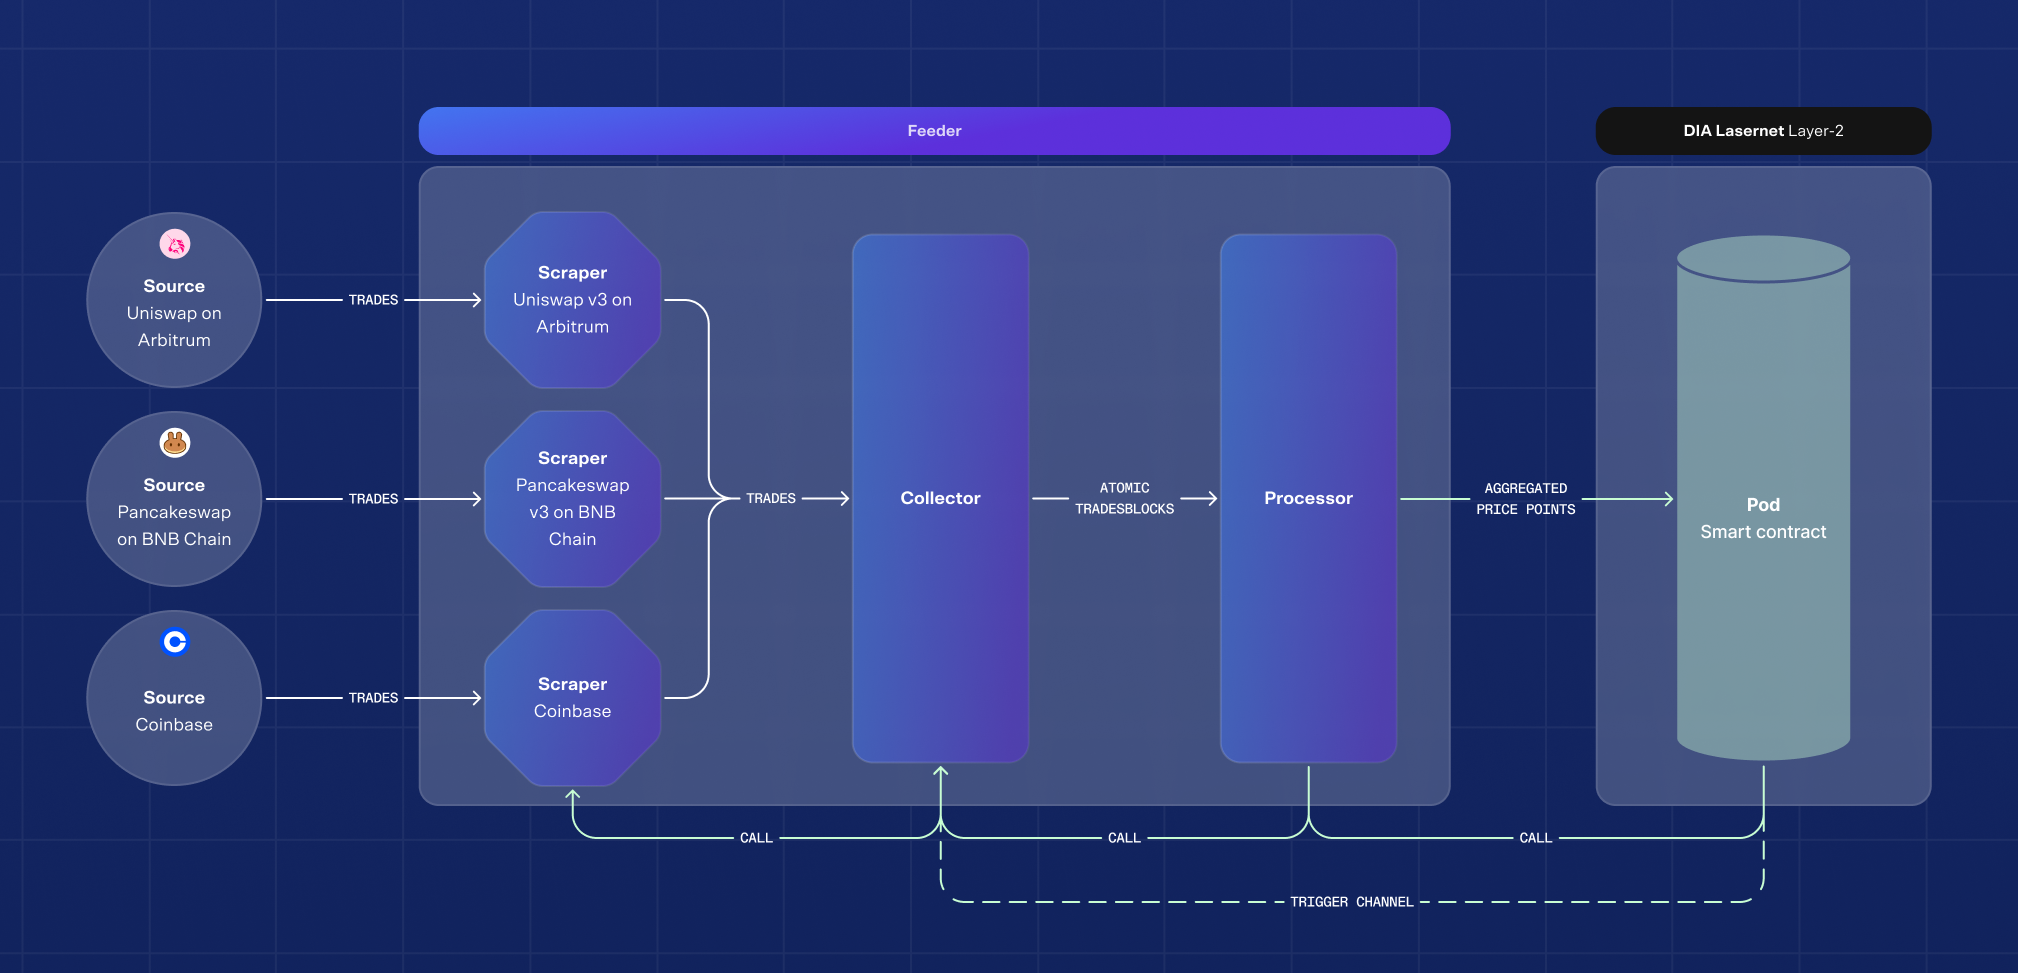 Feeder
DIA Lasernet Layer-2
Source
Uniswap on
Arbitrum
TRADES
Scraper
Uniswap v3 on
Arbitrum
Source
Pancakeswap
on BNB Chain
TRADES
Scraper
Pancakeswap
v3 on BNB
Chain
Source
Coinbase
TRADES
Scraper
Coinbase
TRADES
Collector
ATOMIC
TRADESBLOCKS
Processor
AGGREGATED
PRICE POINTS
Pod
Smart contract
CALL
CALL
CALL
TRIGGER CHANNEL